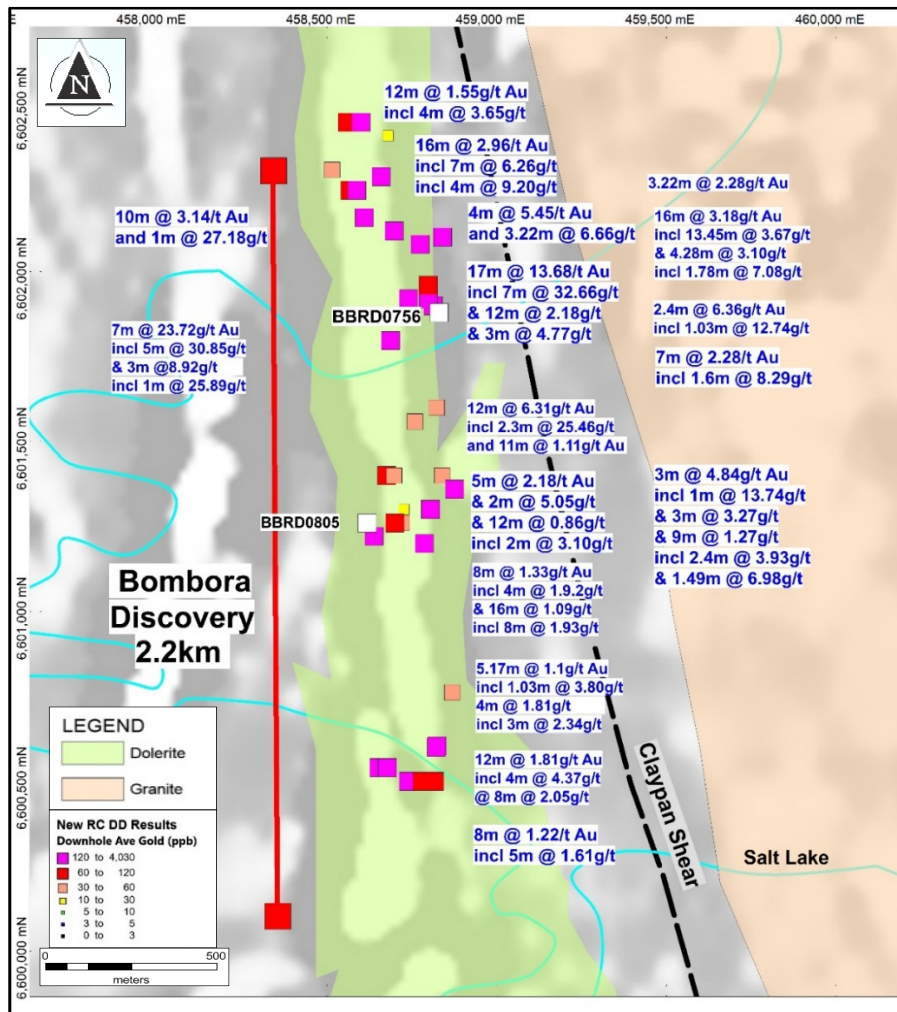 E
458,000 mE
458,500 mE
459,000 mE
459,500 mE
460,000 mE
N
6,602,500 mN
6,602,000 mN
6,601,500 mN
6,601,000 mN
6,600,500 mN
6,600,000 mN
12m @ 1.55g/t Au
incl 4m @ 3.65g/t
16m @ 2.96/t Au
incl 7m @ 6.26g/t
incl 4m @ 9.20g/t
10m @ 3.14/t Au
and 1m @ 27.18g/t
4m @ 5.45/t Au
and 3.22m @ 6.66g/t
3.22m @ 2.28g/t Au
16m @ 3.18g/t Au
incl 13.45m @ 3.67g/t
& 4.28m @ 3.10g/t
incl 1.78m @ 7.08g/t
17m @ 13.68/t Au
incl 7m @ 32.66g/t
& 12m @ 2.18g/t
& 3m @ 4.77g/t
BBRD0756
7m @ 23.72g/t Au
incl 5m @ 30.85g/t
& 3m @8.92g/t
incl 1m @ 25.89g/t
2.4m @ 6.36g/t Au
incl 1.03m @ 12.74g/t
7m @ 2.28/t Au
incl 1.6m @ 8.29g/t
12m @ 6.31g/t Au
incl 2.3m @ 25.46g/t
and 11m @ 1.11g/t Au
5m @ 2.18/t Au
& 2m @ 5.05g/t
& 12m @ 0.86g/t
incl 2m @ 3.10g/t
3m @ 4.84g/t Au
incl 1m @ 13.74g/t
& 3m @ 3.27g/t
& 9m @ 1.27g/t
incl 2.4m @ 3.93g/t
& 1.49m @ 6.98g/t
BBRD0805
8m @ 1.33g/t Au
incl 4m @ 1.9.2g/t
& 16m @ 1.09g/t
incl 8m @ 1.93g/t
Bombora
Discovery
2.2km
5.17m @ 1.1g/t Au
incl 1.03m @ 3.80g/t
4m @ 1.81g/t
incl 3m @ 2.34g/t
12m @ 1.81g/t Au
incl 4m @ 4.37g/t
@ 8m @ 2.05g/t
8m @ 1.22/t Au
incl 5m @ 1.61g/t
Claypan Shear
Salt Lake
LEGEND
Dolerite
Granite
New RC DD Results
Downhole Ave Gold (ppb)
120 to 4,030
60 to 120
30 to 60
10 to 30
5 to 10
3 to 5
0 to 3
0 500
meters